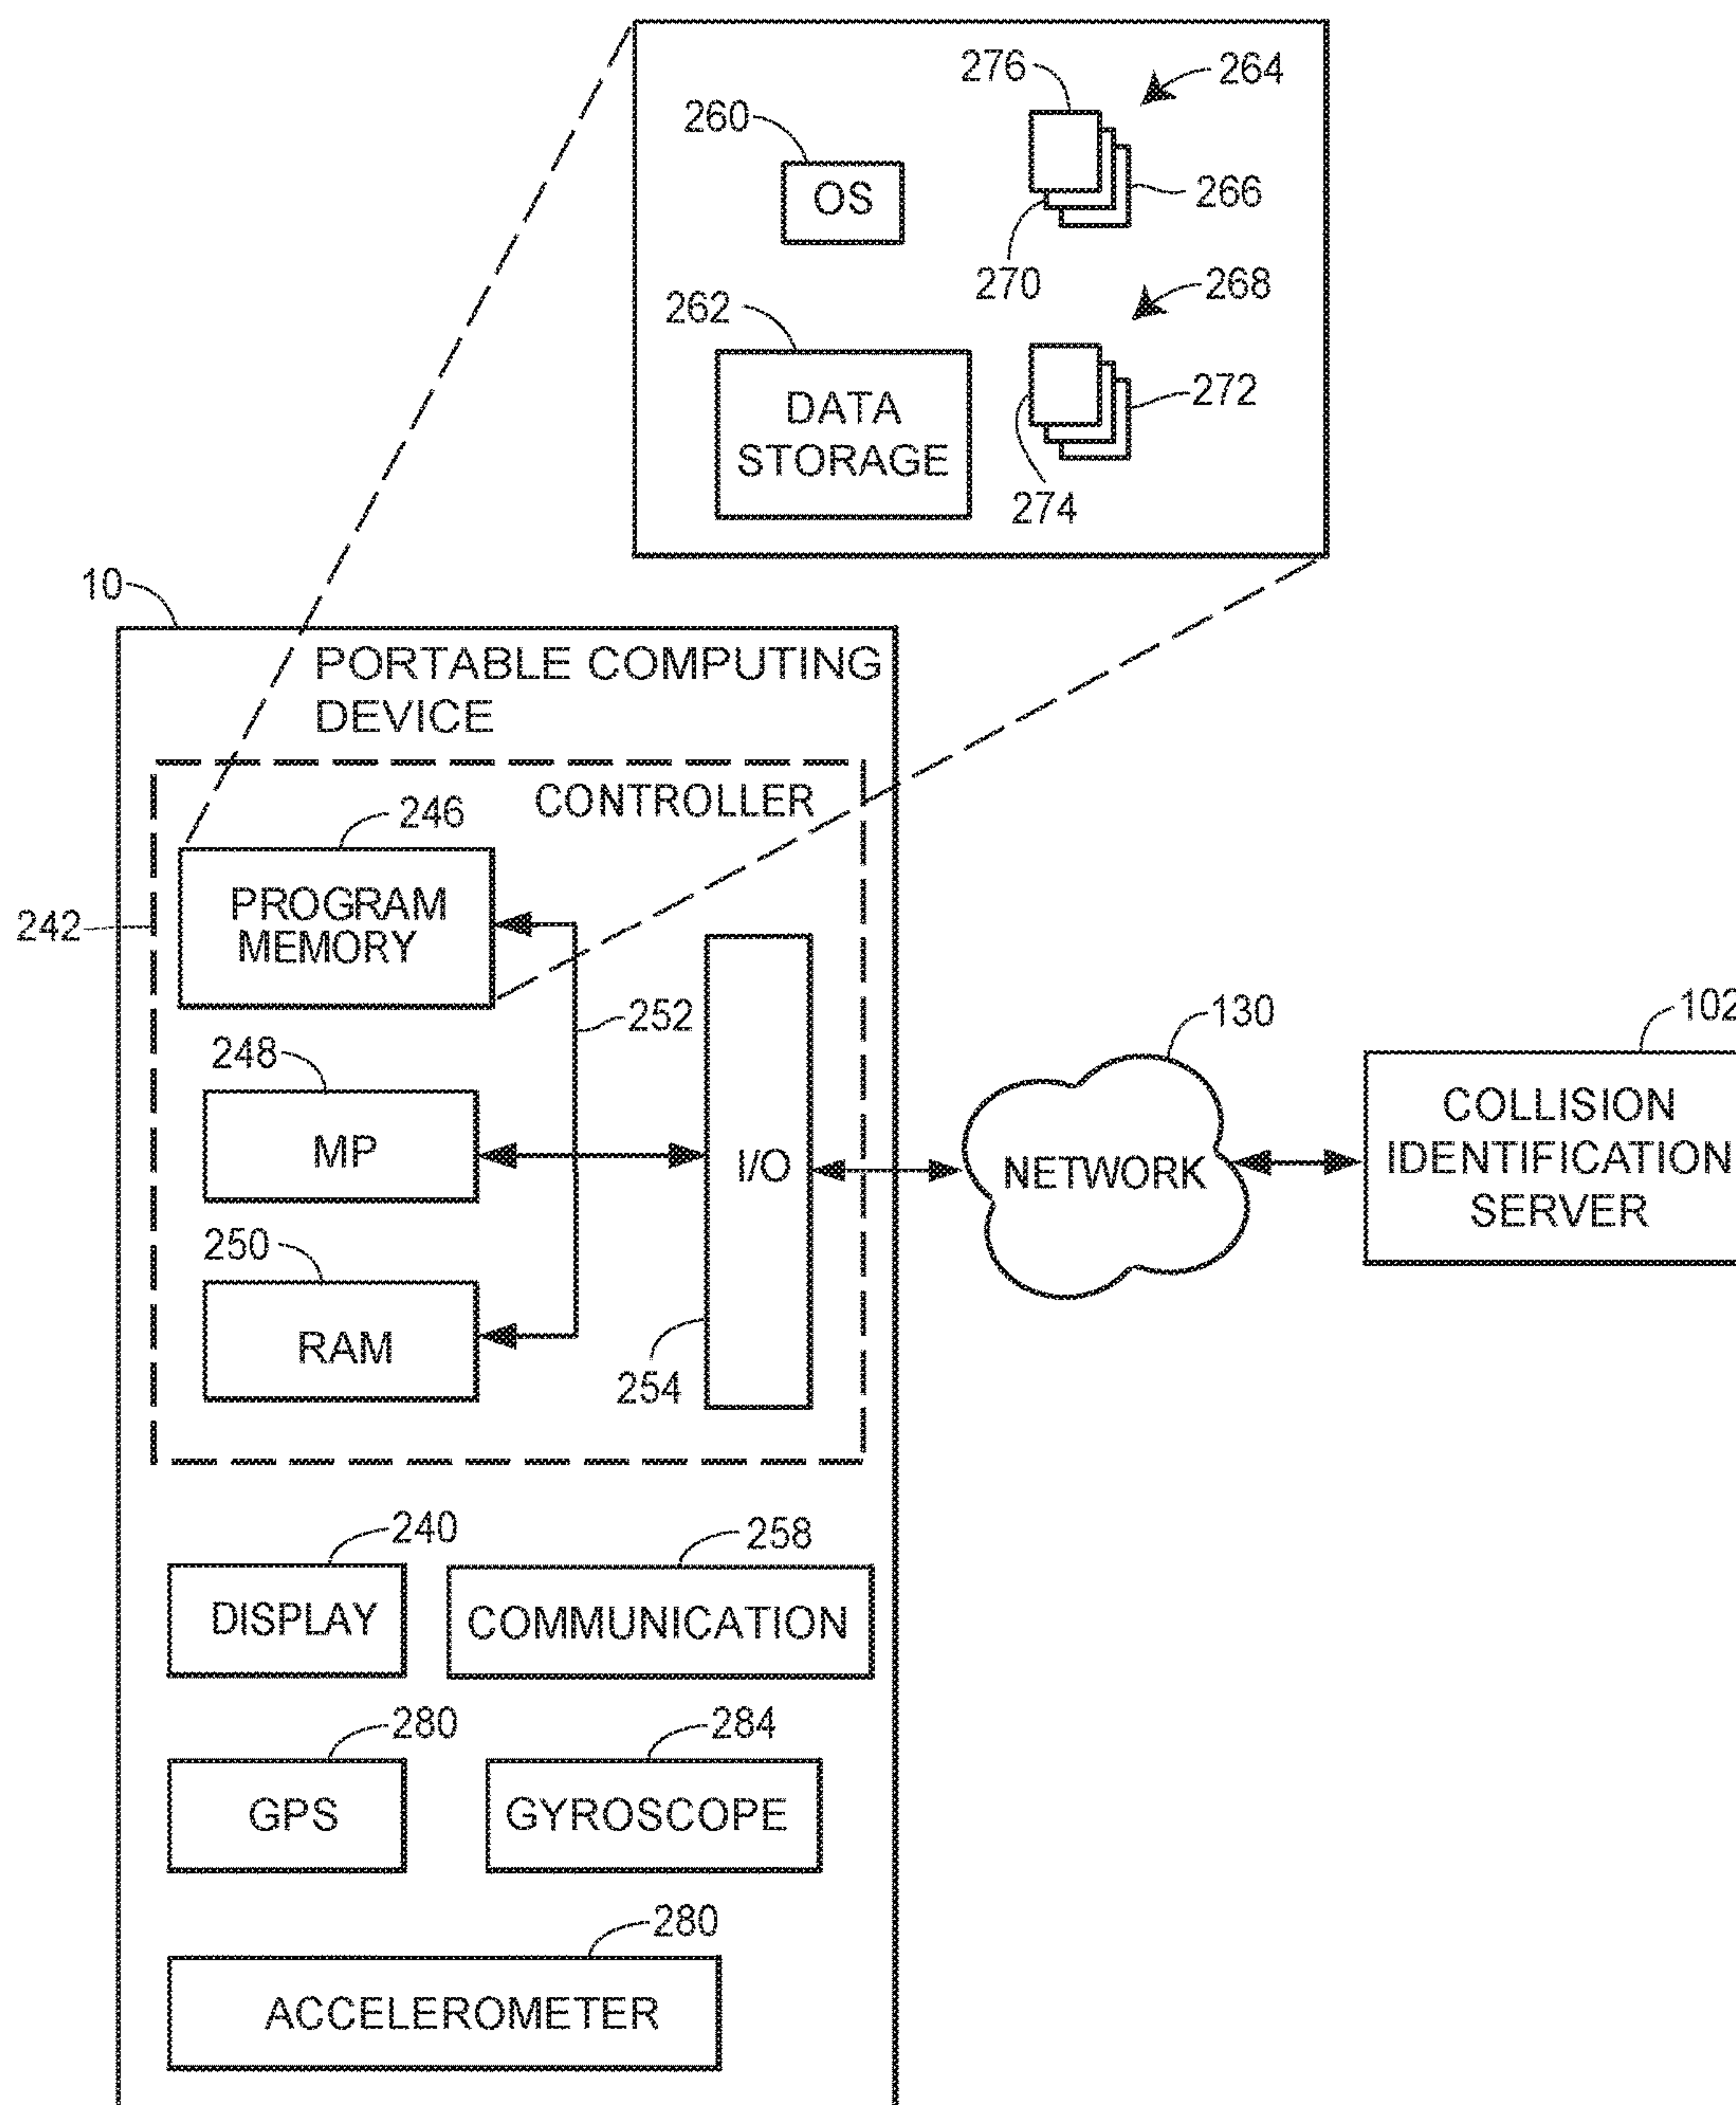 276
264
260
OS
266
270
268
262
DATA
STORAGE
272
274
10
PORTABLE COMPUTING
DEVICE
CONTROLLER
246
PROGRAM
MEMORY
242
252
130
102
248
MP
I/O
NETWORK
COLLISION
IDENTIFICATION
SERVER
250
RAM
254
240
258
DISPLAY
COMMUNICATION
280
284
GPS
GYROSCOPE
280
ACCELEROMETER